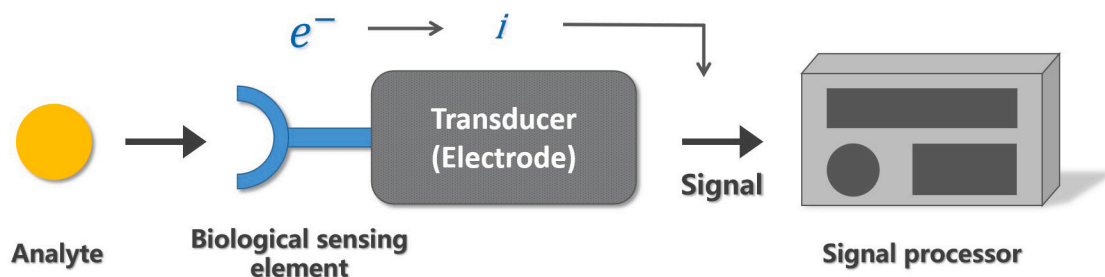 e⁻ i
Transducer
(Electrode)
Signal
Analyte
Biological sensing
element
Signal processor